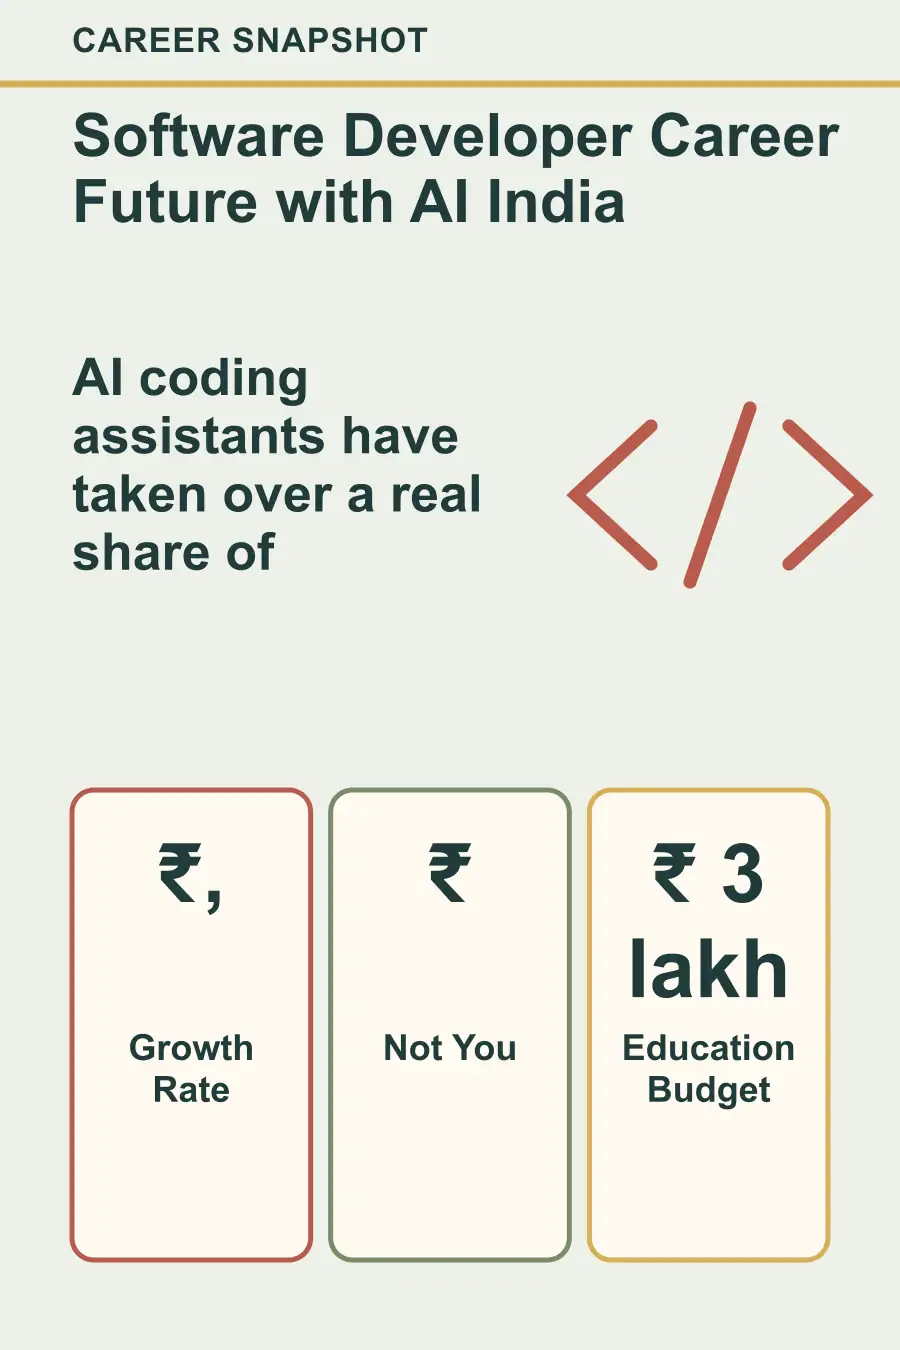 CAREER SNAPSHOT
Software Developer Career
Future with AI India
AI coding
assistants have
taken over a real
share of
₹,
Growth
Rate
₹
Not You
₹ 3
lakh
Education
Budget